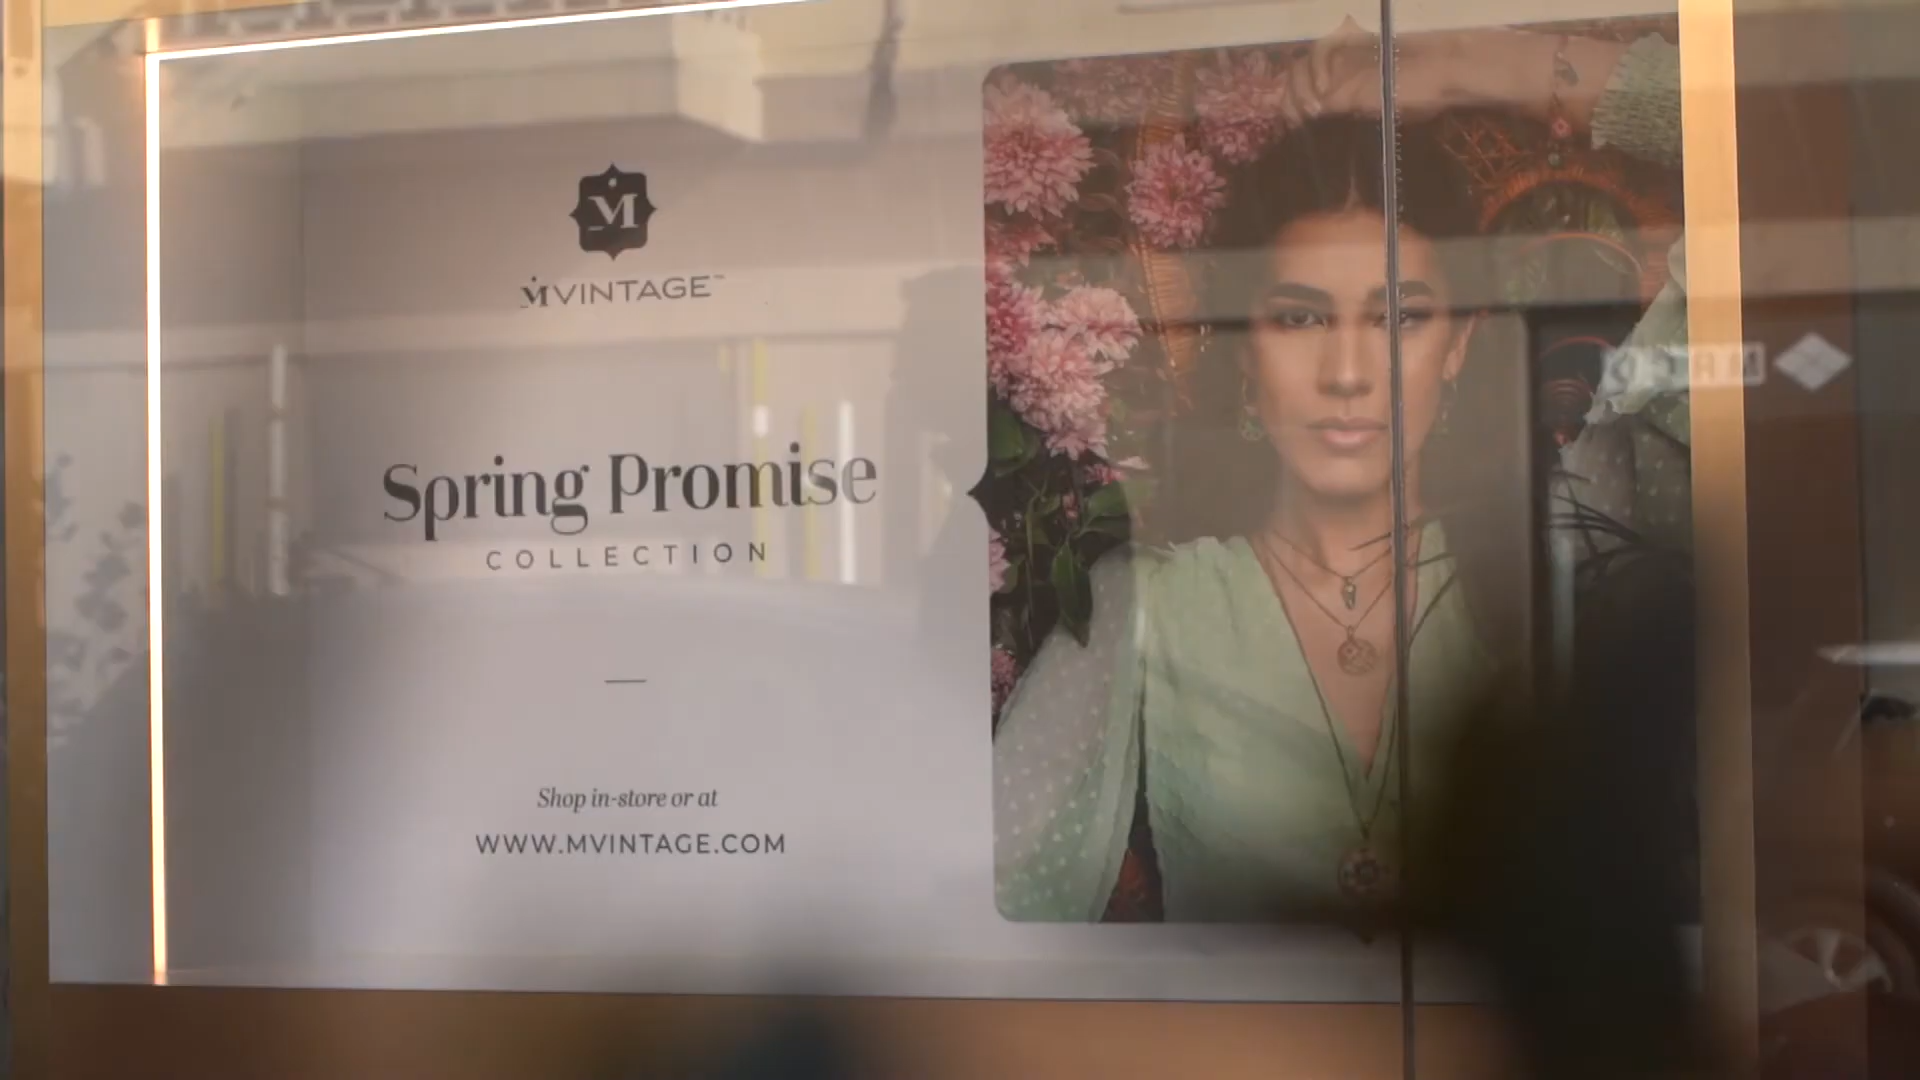 M
MVINTAGE™
Spring Promise
COLLECTION
Shop in-store or at
WWW.MVINTAGE.COM